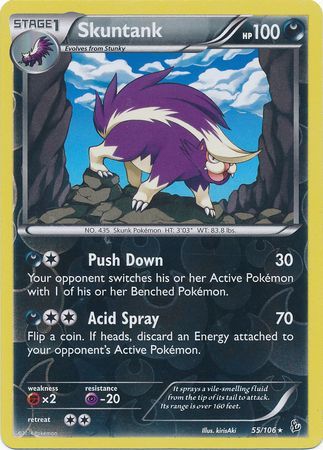 STAGE1
Skuntank
HP100
Evolves from Stunky
NO. 435 Skunk Pokémon HT: 3'03" WT: 83.8 lbs.
Push Down 30
Your opponent switches his or her Active Pokémon
with 1 of his or her Benched Pokémon.
Acid Spray 70
Flip a coin. If heads, discard an Energy attached to
your opponent's Active Pokémon.
weakness
×2
resistance
-20
retreat
It sprays a vile-smelling fluid
from the tip of its tail to attack.
Its range is over 160 feet.
Illus. kirisAki
55/106★
©2014 Pokémon